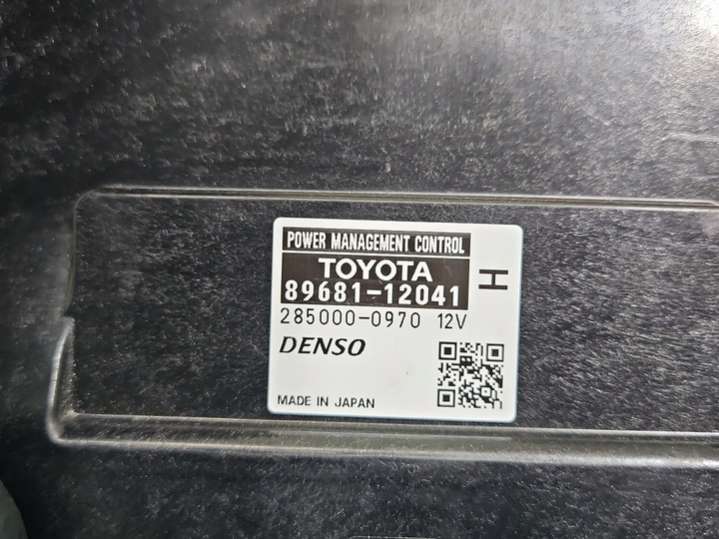 POWER MANAGEMENT CONTROL
TOYOTA
89681-12041
H
285000-0970 12V
DENSO
MADE IN JAPAN